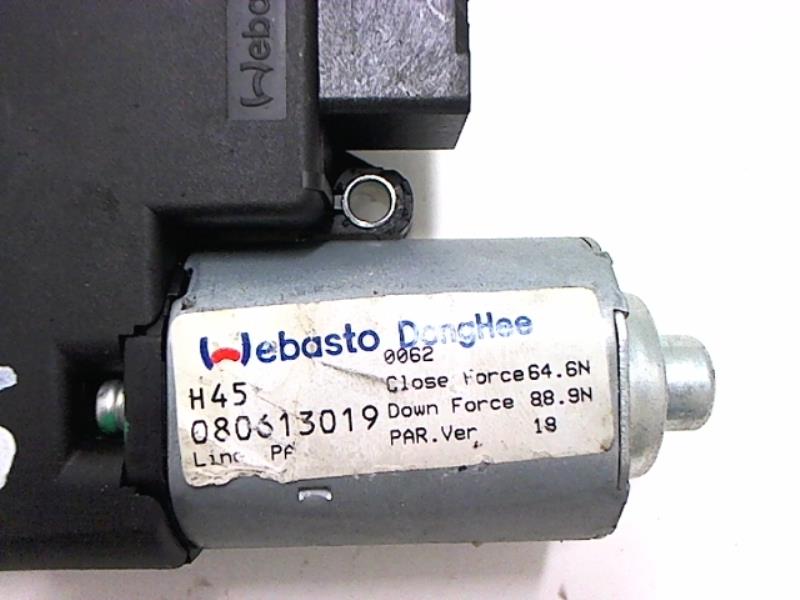 Webasto
Webasto DongHee
0062
H45
Close Force 64.6N
080613019
Down Force 88.9N
PAR.Ver 18